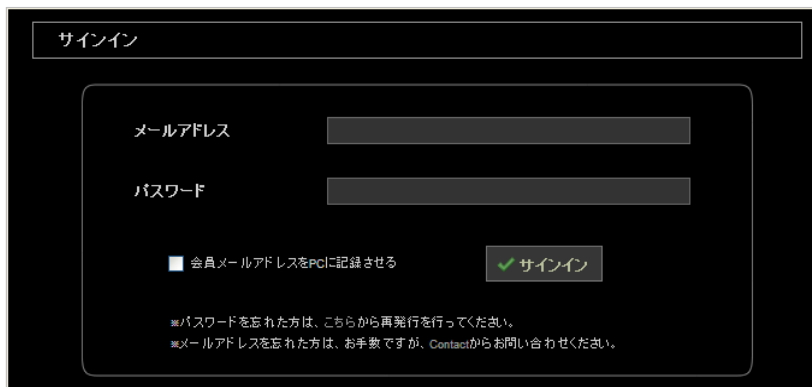 サインイン
メールアドレス
パスワード
会員メールアドレスをPCに記録させる
サインイン
※パスワードを忘れた方は、こちらから再発行を行ってください。
※メールアドレスを忘れた方は、お手数ですが、Contactからお問い合わせください。